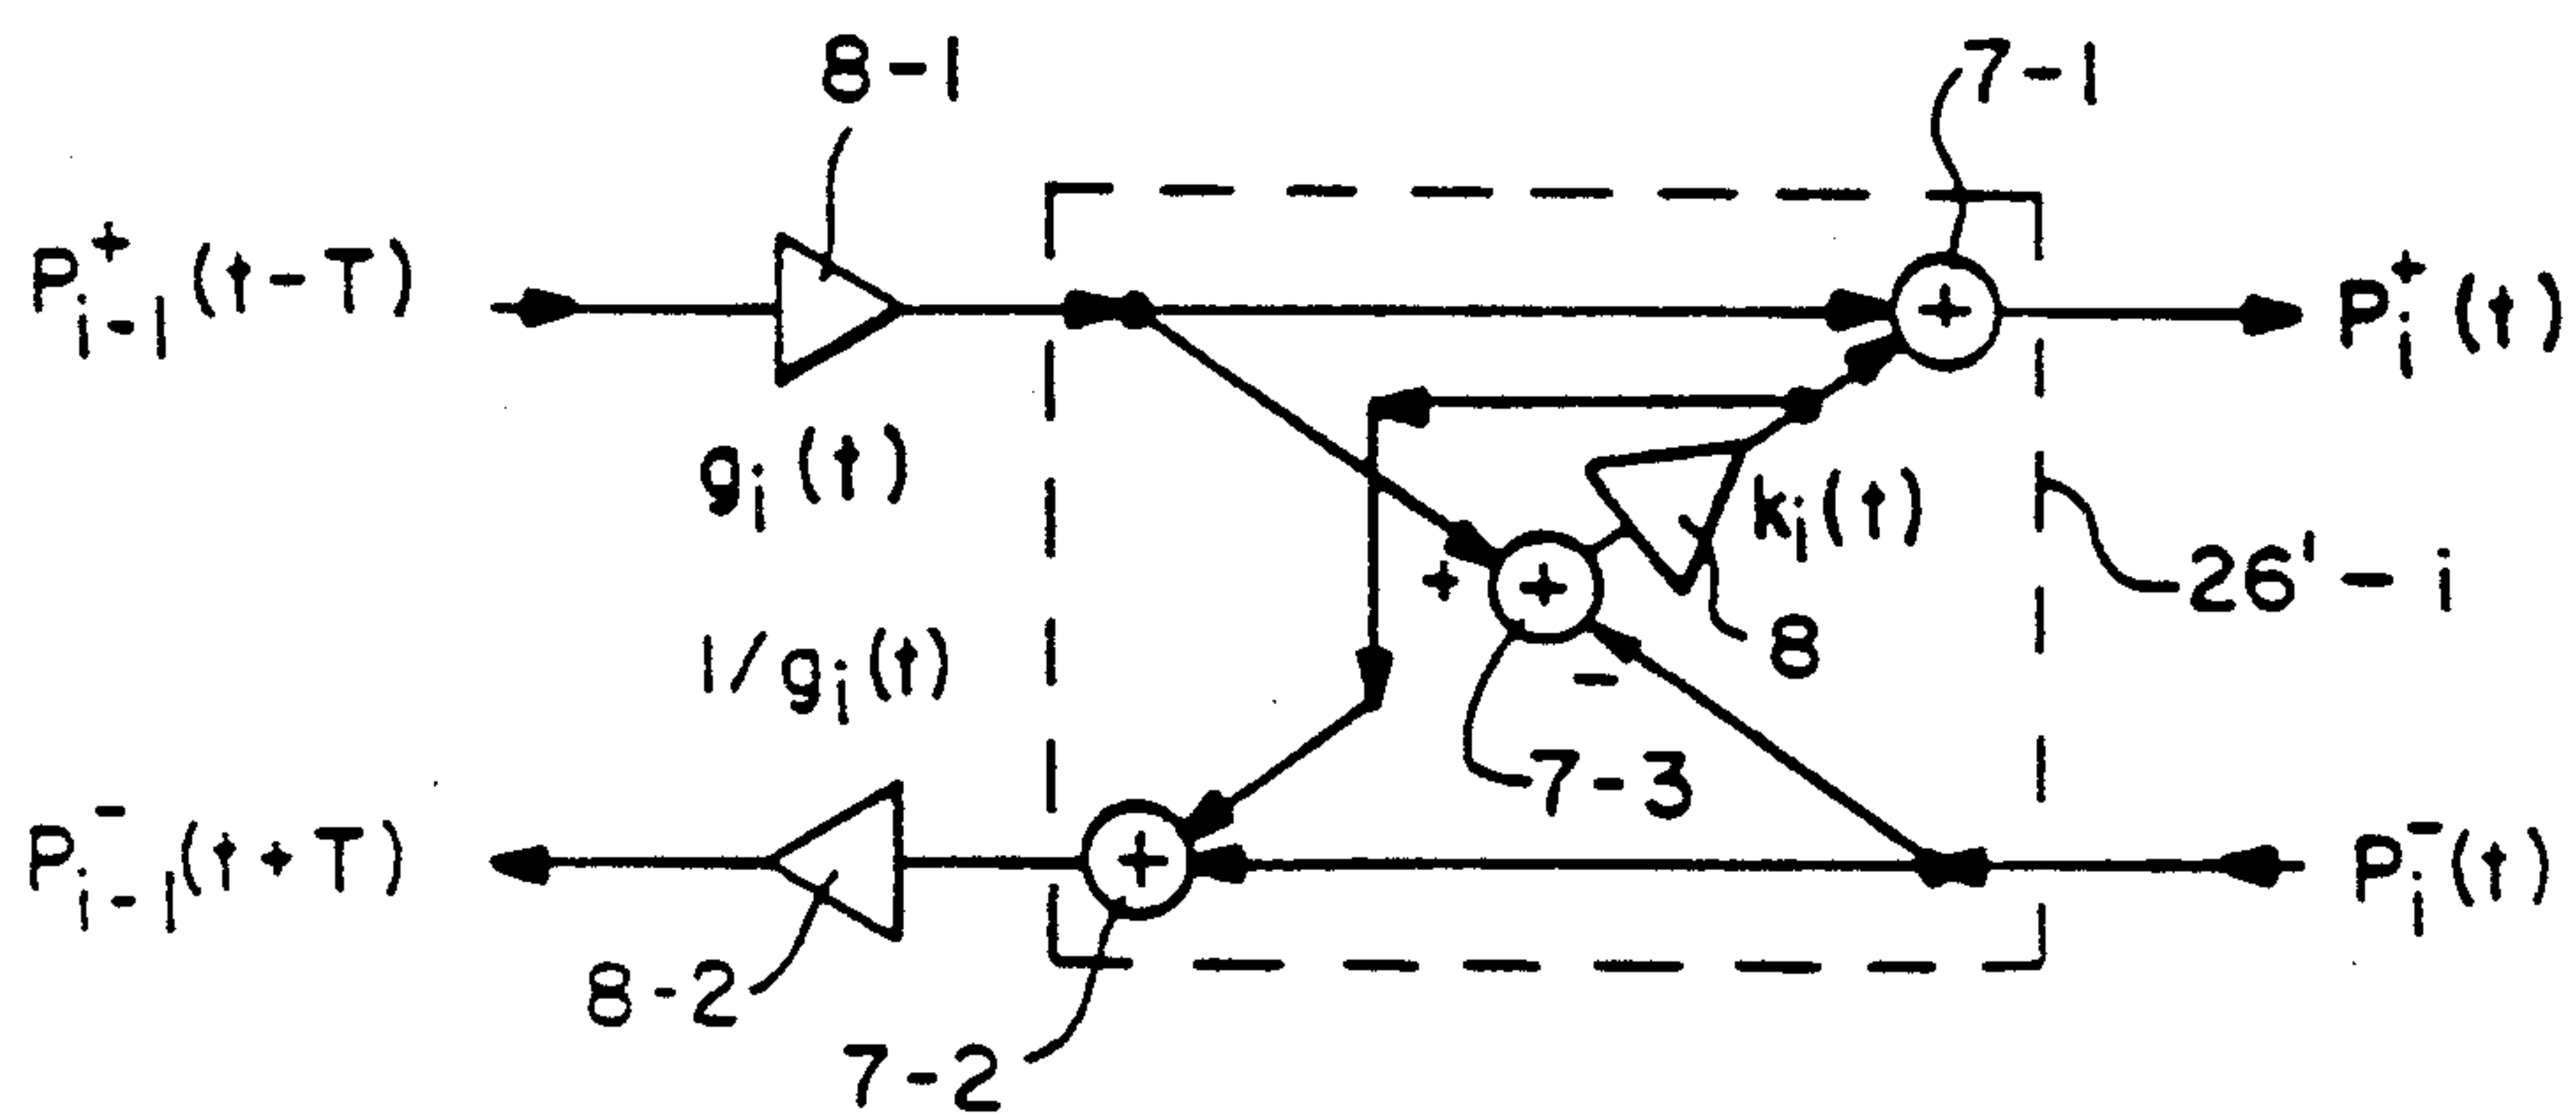 8-1
7-1
P⁺ᵢ₋₁(t-T)
+
P⁺ᵢ(t)
gᵢ(t)
kᵢ(t)
+
+
26'-i
1/gᵢ(t)
8
-
7-3
P⁻ᵢ₋₁(t+T)
+
P⁻ᵢ(t)
8-2
7-2